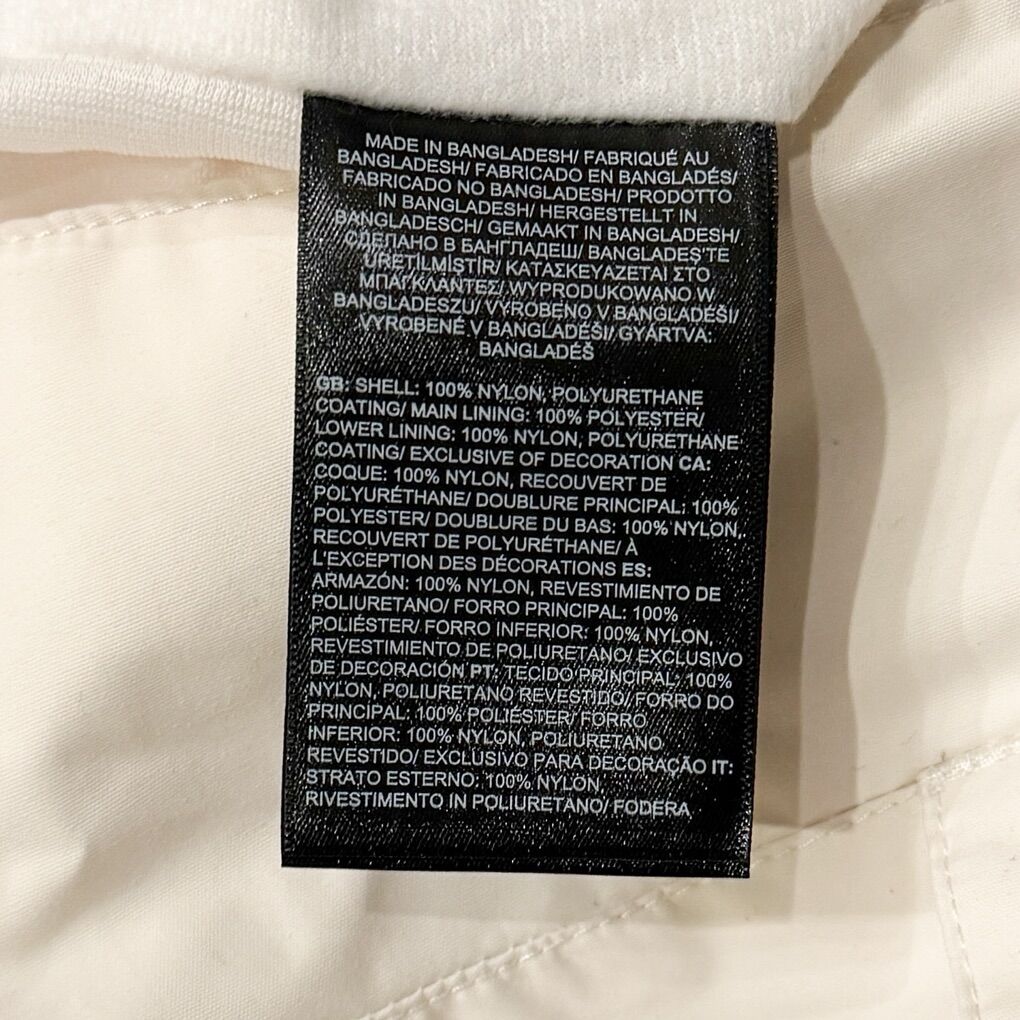 MADE IN BANGLADESH/ FABRIQUÉ AU
BANGLADESH/ FABRICADO EN BANGLADÉS/
FABRICADO NO BANGLADESH/ PRODOTTO
IN BANGLADESH/ HERGESTELLT IN
BANGLADESCH/ GEMAAKT IN BANGLADESH/
СДЕЛАНО В БАНГЛАДЕШ/ BANGLADEŞ'TE
ÜRETİLMİŞTİR/ ΚΑΤΑΣΚΕΥΑΖΕΤΑΙ ΣΤΟ
ΜΠΑΓΚΛΑΝΤΕΣ/ WYPRODUKOWANO W
BANGLADESZU/ VYROBENO V BANGLADÉŠI/
VYROBENÉ V BANGLADÉŠI/ GYÁRTVA:
BANGLADÉŠ
GB: SHELL: 100% NYLON, POLYURETHANE
COATING/ MAIN LINING: 100% POLYESTER/
LOWER LINING: 100% NYLON, POLYURETHANE
COATING/ EXCLUSIVE OF DECORATION CA:
COQUE: 100% NYLON, RECOUVERT DE
POLYURÉTHANE/ DOUBLURE PRINCIPAL: 100%
POLYESTER/ DOUBLURE DU BAS: 100% NYLON,
RECOUVERT DE POLYURÉTHANE/ À
L'EXCEPTION DES DÉCORATIONS ES:
ARMAZÓN: 100% NYLON, REVESTIMIENTO DE
POLIURETANO/ FORRO PRINCIPAL: 100%
POLIÉSTER/ FORRO INFERIOR: 100% NYLON,
REVESTIMIENTO DE POLIURETANO/ EXCLUSIVO
DE DECORACIÓN PT: TECIDO PRINCIPAL: 100%
NYLON, POLIURETANO REVESTIDO/ FORRO DO
PRINCIPAL: 100% POLIÉSTER/ FORRO
INFERIOR: 100% NYLON, POLIURETANO
REVESTIDO/ EXCLUSIVO PARA DECORAÇÃO IT:
STRATO ESTERNO: 100% NYLON,
RIVESTIMENTO IN POLIURETANO/ FODERA